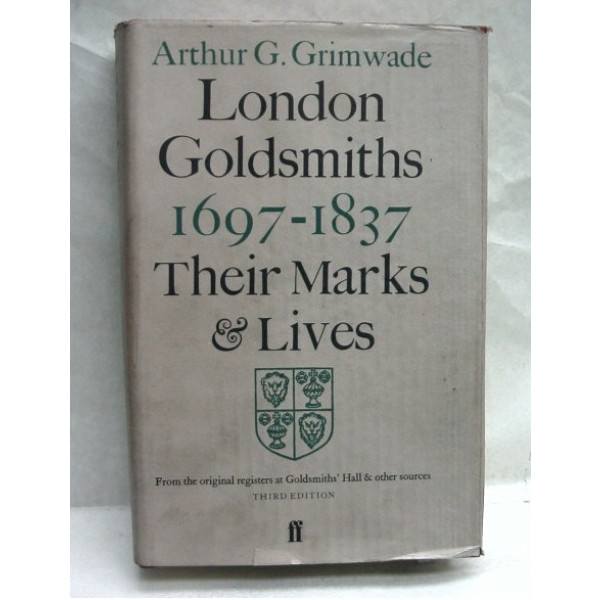 Arthur G. Grimwade
London
Goldsmiths
1697-1837
Their Marks
& Lives
From the original registers at Goldsmiths' Hall & other sources
THIRD EDITION
ff